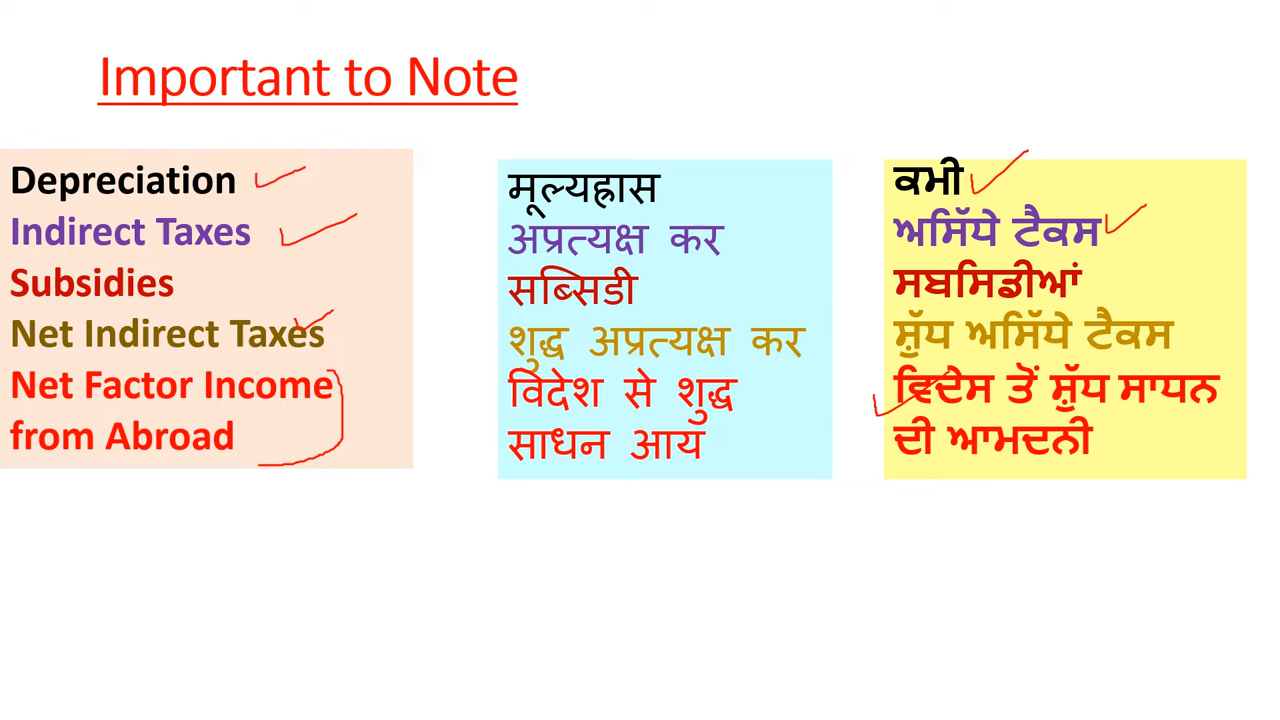 Important to Note
Depreciation
Indirect Taxes
Subsidies
Net Indirect Taxes
Net Factor Income
from Abroad
मूल्यह्रास
अप्रत्यक्ष कर
सब्सिडी
शुद्ध अप्रत्यक्ष कर
विदेश से शुद्ध
साधन आय
ਕਮੀ
ਅਸਿੱਧੇ ਟੈਕਸ
ਸਬਸਿਡੀਆਂ
ਸ਼ੁੱਧ ਅਸਿੱਧੇ ਟੈਕਸ
ਵਿਦੇਸ ਤੋਂ ਸ਼ੁੱਧ ਸਾਧਨ
ਦੀ ਆਮਦਨੀ